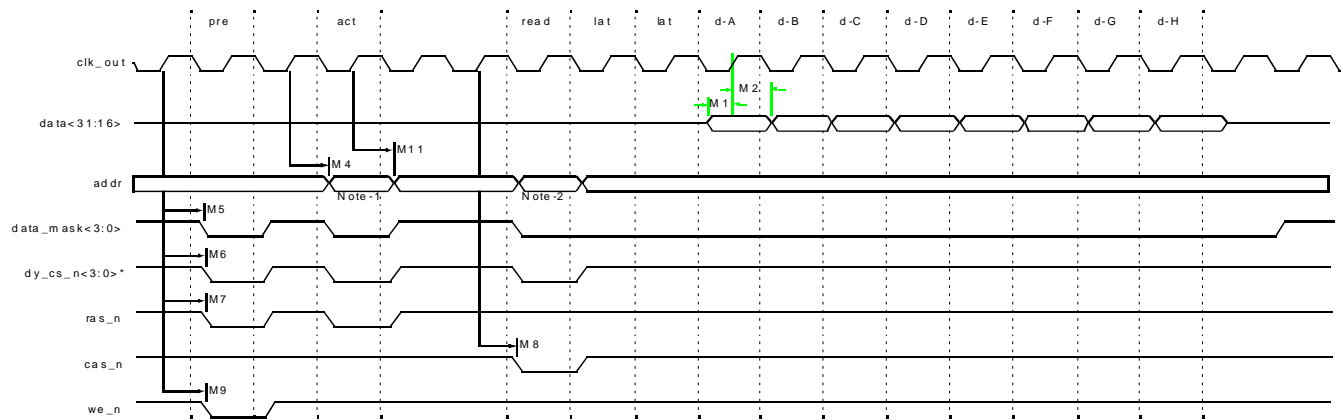 pre act read lat lat d-A d-B d-C d-D d-E d-F d-G d-H
clk_out
M2
M1
data<31:16>
M11
M4
addr
Note-1 Note-2
M5
data_mask<3:0>
M6
dy_cs_n<3:0>*
M7
ras_n
M8
cas_n
M9
we_n